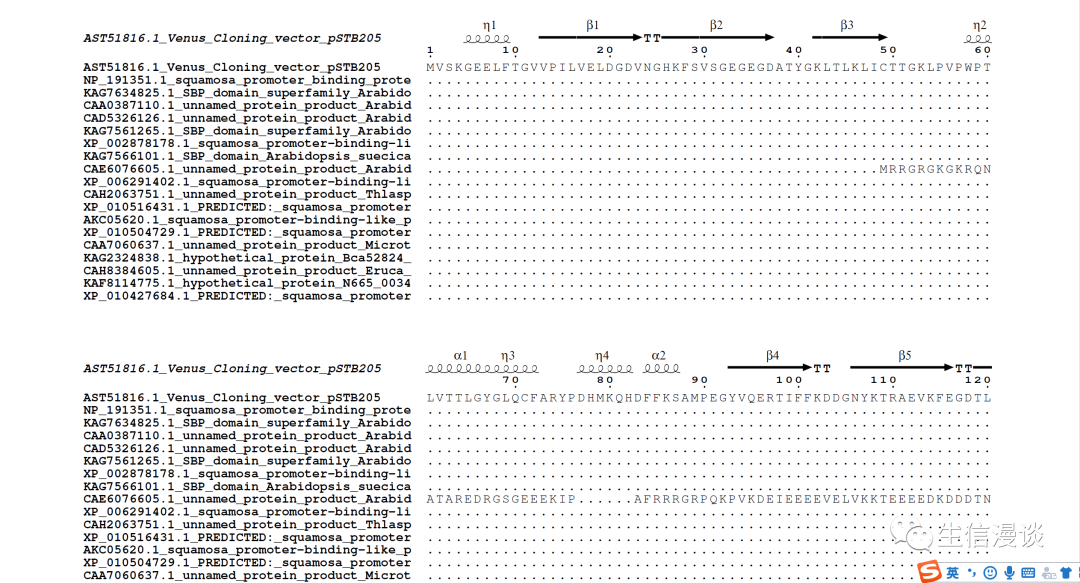 η1 β1 β2 β3 η2
AST51816.1_Venus_Cloning_vector_pSTB205 TT
1 10 20 30 40 50 60
AST51816.1_Venus_Cloning_vector_pSTB205 MVSKGEELFTGVVPILVELDGDVNGHKFSVSGEGEGDATYGKLTLKLICTTGKLPVPWPT
NP_191351.1_squamosa_promoter_binding_prote ............................................................
KAG7634825.1_SBP_domain_superfamily_Arabido ............................................................
CAA0387110.1_unnamed_protein_product_Arabid ............................................................
CAD5326126.1_unnamed_protein_product_Arabid ............................................................
KAG7561265.1_SBP_domain_superfamily_Arabido ............................................................
XP_002878178.1_squamosa_promoter-binding-li ............................................................
KAG7566101.1_SBP_domain_Arabidopsis_suecica ............................................................
CAE6076605.1_unnamed_protein_product_Arabid ................................................MRRGRGKGKRQN
XP_006291402.1_squamosa_promoter-binding-li ............................................................
CAH2063751.1_unnamed_protein_product_Thlasp ............................................................
XP_010516431.1_PREDICTED:_squamosa_promoter ............................................................
AKC05620.1_squamosa_promoter-binding-like_p ............................................................
XP_010504729.1_PREDICTED:_squamosa_promoter ............................................................
CAA7060637.1_unnamed_protein_product_Microt ............................................................
KAG2324838.1_hypothetical_protein_Bca52824_ ............................................................
CAH8384605.1_unnamed_protein_product_Eruca_ ............................................................
KAF8114775.1_hypothetical_protein_N665_0034 ............................................................
XP_010427684.1_PREDICTED:_squamosa_promoter ............................................................
α1 η3 η4 α2 β4 β5
AST51816.1_Venus_Cloning_vector_pSTB205 TT TT
70 80 90 100 110 120
AST51816.1_Venus_Cloning_vector_pSTB205 LVTTLGYGLQCFARYPDHMKQHDFFKSAMPEGYVQERTIFFKDDGNYKTRAEVKFEGDTL
NP_191351.1_squamosa_promoter_binding_prote ............................................................
KAG7634825.1_SBP_domain_superfamily_Arabido ............................................................
CAA0387110.1_unnamed_protein_product_Arabid ............................................................
CAD5326126.1_unnamed_protein_product_Arabid ............................................................
KAG7561265.1_SBP_domain_superfamily_Arabido ............................................................
XP_002878178.1_squamosa_promoter-binding-li ............................................................
KAG7566101.1_SBP_domain_Arabidopsis_suecica ............................................................
CAE6076605.1_unnamed_protein_product_Arabid ATAREDRGSGEEEKIP......AFRRRGRPQKPVKDEIEEEEVELVKKTEEEEDKDDDTN
XP_006291402.1_squamosa_promoter-binding-li ............................................................
CAH2063751.1_unnamed_protein_product_Thlasp ............................................................
XP_010516431.1_PREDICTED:_squamosa_promoter ............................................................
AKC05620.1_squamosa_promoter-binding-like_p ............................................................
XP_010504729.1_PREDICTED:_squamosa_promoter ............................................................
CAA7060637.1_unnamed_protein_product_Microt ............................................................
生信漫谈
S 英